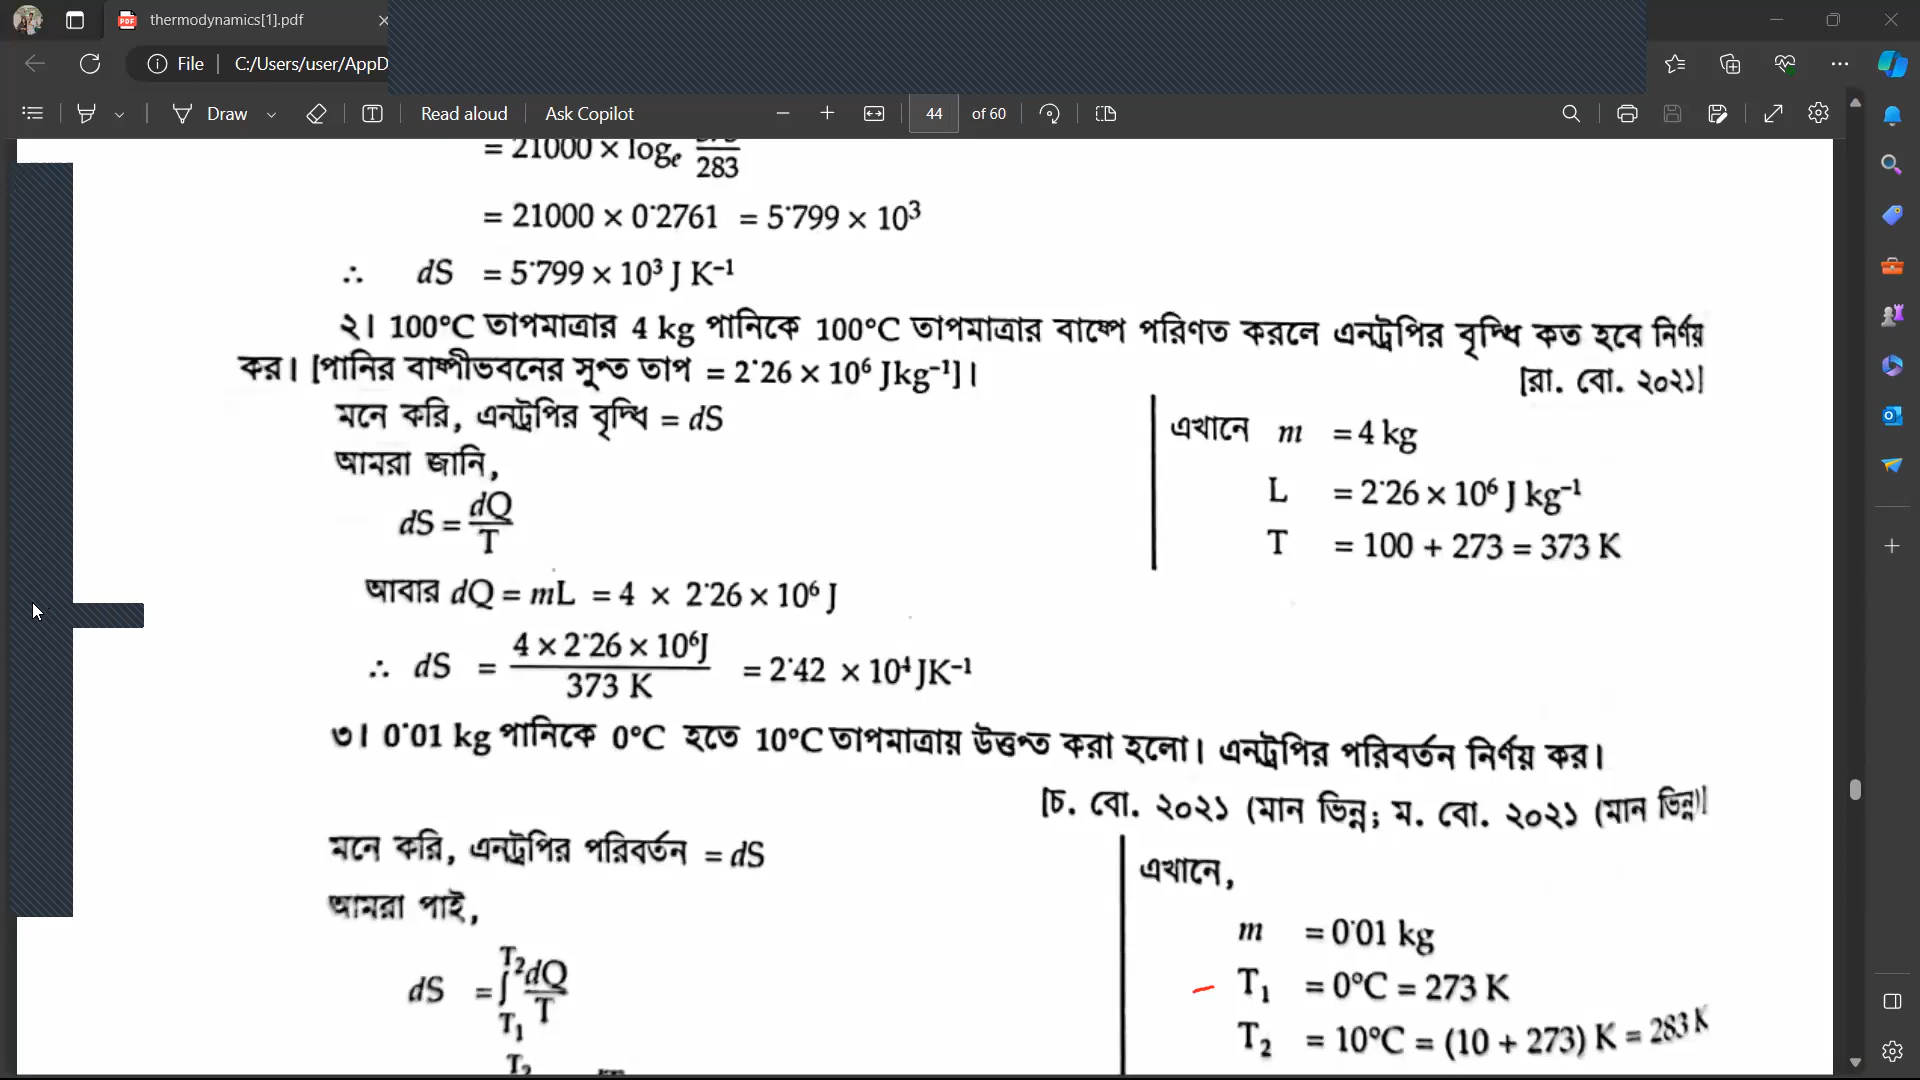 thermodynamics[1].pdf
File C:/Users/user/AppD
Draw Read aloud Ask Copilot 44 of 60
= 21000 × logₑ /283
= 21000 × 0˙2761 = 5˙799 × 10³
∴ dS = 5˙799 × 10³ J K⁻¹
২। 100°C তাপমাত্রার 4 kg পানিকে 100°C তাপমাত্রার বাষ্পে পরিণত করলে এনট্রপির বৃদ্ধি কত হবে নির্ণয়
কর। [পানির বাষ্পীভবনের সুপ্ত তাপ = 2˙26 × 10⁶ Jkg⁻¹]।
[রা. বো. ২০২১]
মনে করি, এনট্রপির বৃদ্ধি = dS
আমরা জানি,
dS = dQ/T
আবার dQ = mL = 4 × 2˙26 × 10⁶ J
∴ dS = 4 × 2˙26 × 10⁶J / 373 K = 2˙42 × 10⁴ JK⁻¹
এখানে m = 4 kg
L = 2˙26 × 10⁶ J kg⁻¹
T = 100 + 273 = 373 K
৩। 0˙01 kg পানিকে 0°C হতে 10°C তাপমাত্রায় উত্তপ্ত করা হলো। এনট্রপির পরিবর্তন নির্ণয় কর।
[চ. বো. ২০২১ (মান ভিন্ন; ম. বো. ২০২১ (মান ভিন্ন)]
মনে করি, এনট্রপির পরিবর্তন = dS
আমরা পাই,
dS = ∫ T₂ T₁ dQ/T
T₂
এখানে,
m = 0˙01 kg
T₁ = 0°C = 273 K
T₂ = 10°C = (10 + 273) K = 283 K